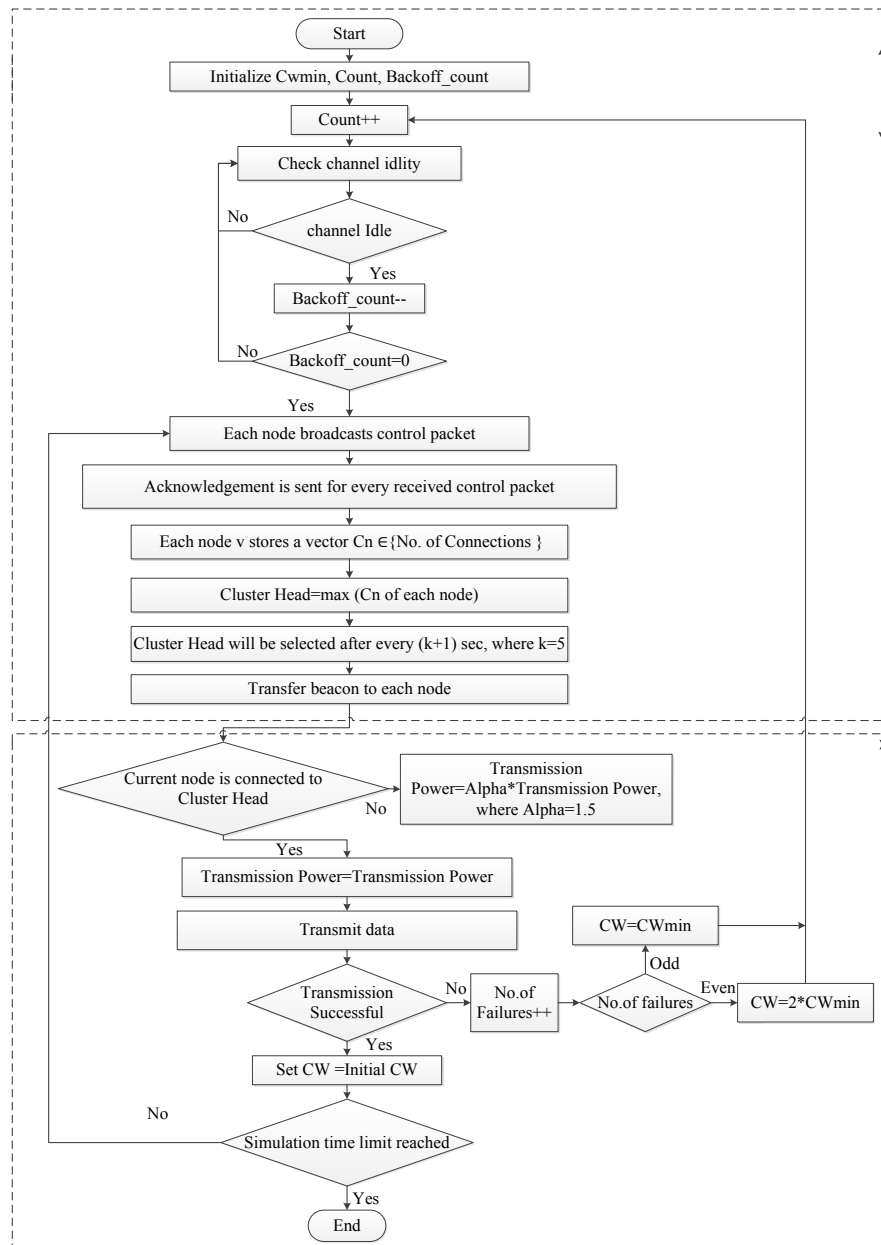 Start
Initialize Cwmin, Count, Backoff_count
Count++
Check channel idlity
No
channel Idle
Yes
Backoff_count--
No
Backoff_count=0
Yes
Each node broadcasts control packet
Acknowledgement is sent for every received control packet
Each node v stores a vector Cn ∈{No. of Connections }
Cluster Head=max (Cn of each node)
Cluster Head will be selected after every (k+1) sec, where k=5
Transfer beacon to each node
Current node is connected to
Cluster Head
No
Transmission
Power=Alpha*Transmission Power,
where Alpha=1.5
Yes
Transmission Power=Transmission Power
Transmit data
CW=CWmin
Odd
Transmission
Successful
No
No.of
Failures++
No.of failures
Even
CW=2*CWmin
Yes
Set CW =Initial CW
No
Simulation time limit reached
Yes
End